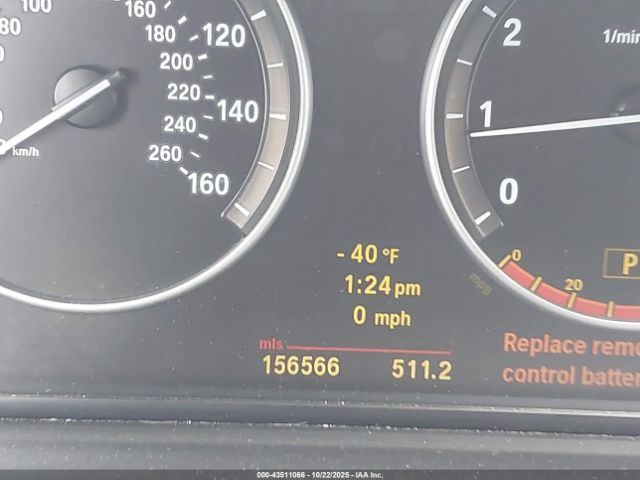 100
80
160
180
120
200
220
140
240
260
160
km/h
2
1/min
1
0
- 40 °F
1:24 pm
0 mph
mls
156566 511.2
0
20
mpg
P
Replace
control
000-43511066 - 10/22/2025 - IAA Inc.